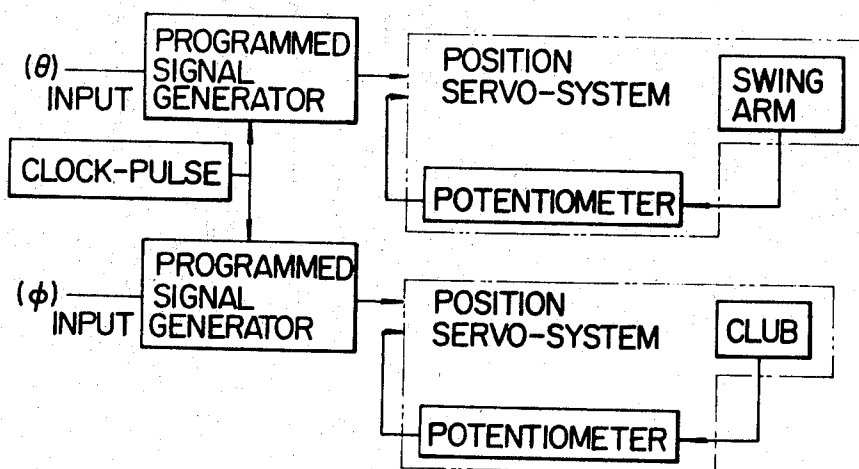 PROGRAMMED
SIGNAL
GENERATOR
(θ)
INPUT
POSITION
SERVO-SYSTEM
SWING
ARM
CLOCK-PULSE
POTENTIOMETER
PROGRAMMED
SIGNAL
GENERATOR
(ϕ)
INPUT
POSITION
SERVO-SYSTEM
CLUB
POTENTIOMETER